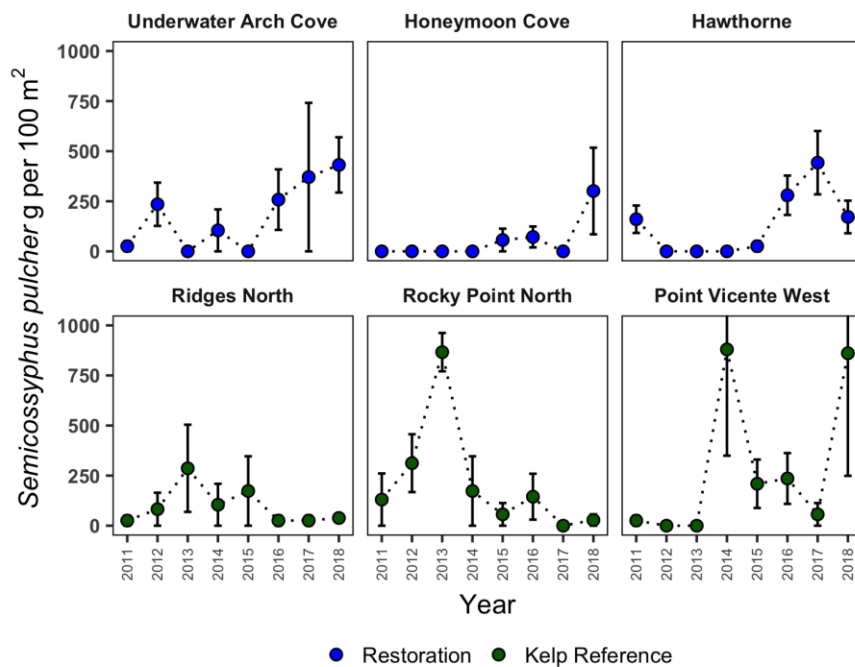 Underwater Arch Cove Honeymoon Cove Hawthorne
1000
750
500
250
0
Ridges North Rocky Point North Point Vicente West
1000
750
500
250
0
Semicossyphus pulcher g per 100 m²
2011 2012 2013 2014 2015 2016 2017 2018 2011 2012 2013 2014 2015 2016 2017 2018 2011 2012 2013 2014 2015 2016 2017 2018
Year
Restoration Kelp Reference